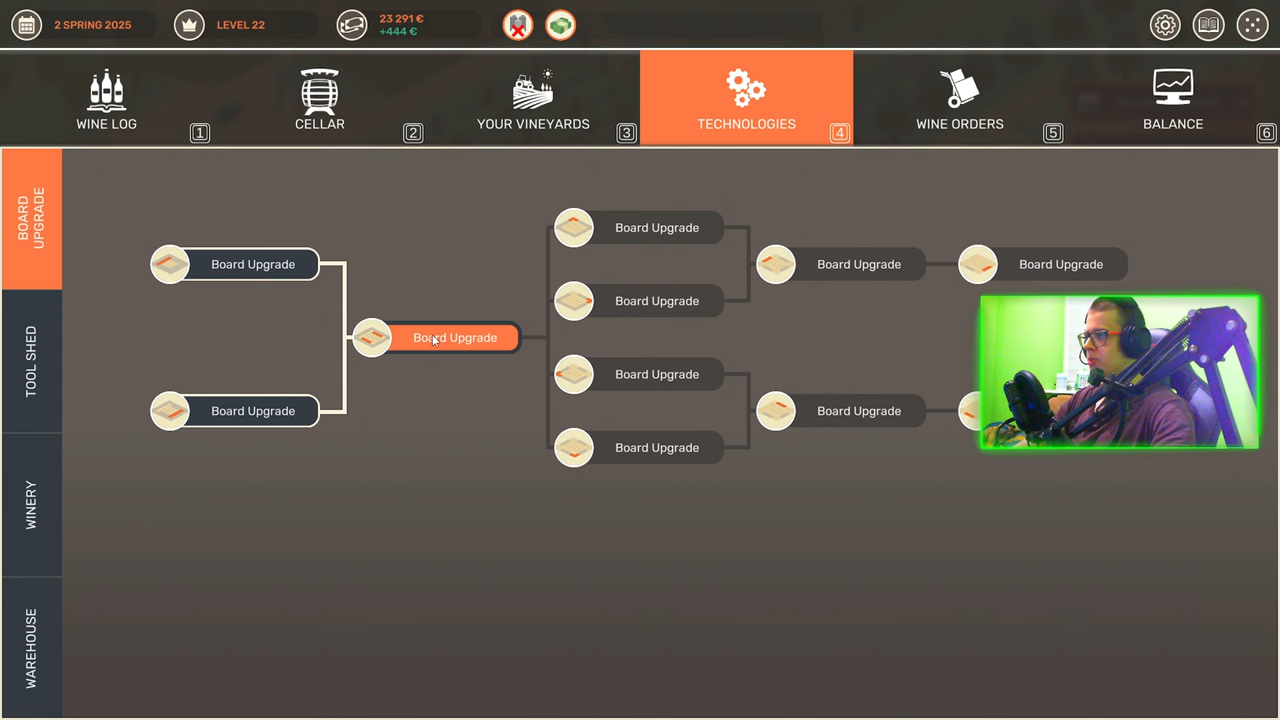 2 SPRING 2025
LEVEL 22
23 291 €
+444 €
WINE LOG
1
CELLAR
2
YOUR VINEYARDS
3
TECHNOLOGIES
4
WINE ORDERS
5
BALANCE
6
BOARD
UPGRADE
TOOL SHED
WINERY
WAREHOUSE
Board Upgrade
Board Upgrade
Board Upgrade
Board Upgrade
Board Upgrade
Board Upgrade
Board Upgrade
Board Upgrade
Board Upgrade
Board Upgrade